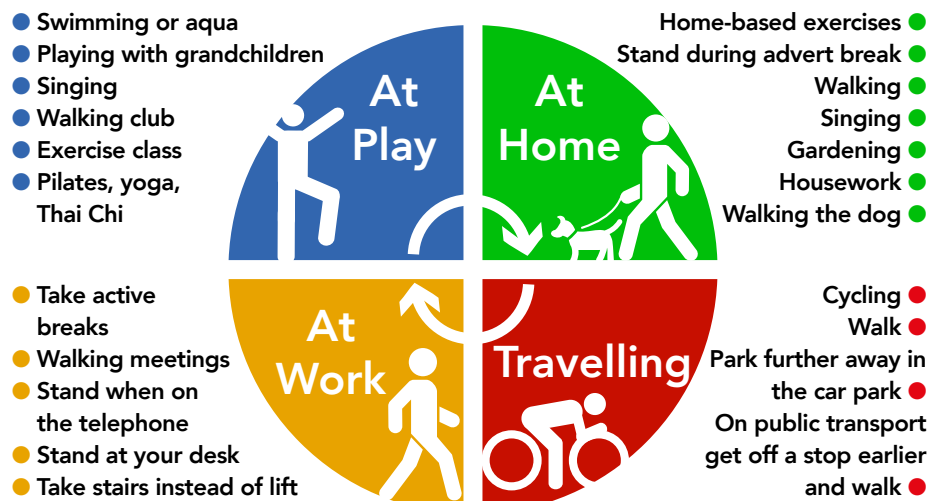 Swimming or aqua
Playing with grandchildren
Singing
Walking club
Exercise class
Pilates, yoga,
Thai Chi
At
Play
At
Home
Home-based exercises
Stand during advert break
Walking
Singing
Gardening
Housework
Walking the dog
Take active
breaks
Walking meetings
Stand when on
the telephone
Stand at your desk
Take stairs instead of lift
At
Work
Travelling
Cycling
Walk
Park further away in
the car park
On public transport
get off a stop earlier
and walk